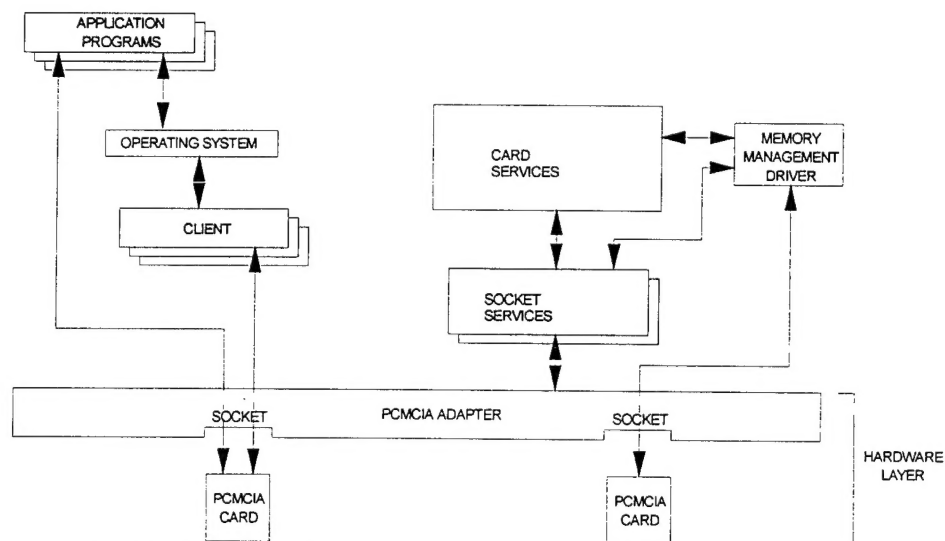 APPLICATION
PROGRAMS
OPERATING SYSTEM
CLIENT
CARD
SERVICES
MEMORY
MANAGEMENT
DRIVER
SOCKET
SERVICES
SOCKET
PCMCIA ADAPTER
SOCKET
PCMCIA
CARD
PCMCIA
CARD
HARDWARE
LAYER